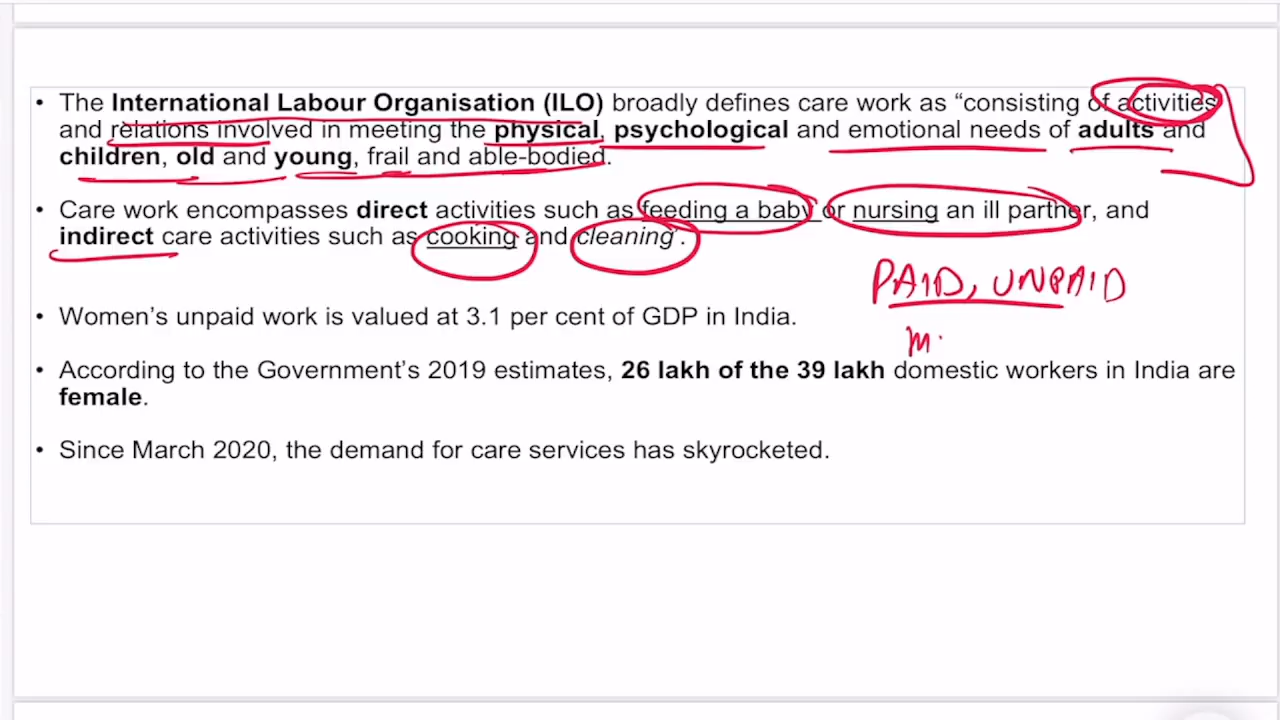 • The International Labour Organisation (ILO) broadly defines care work as “consisting of activities
and relations involved in meeting the physical, psychological and emotional needs of adults and
children, old and young, frail and able-bodied.
• Care work encompasses direct activities such as feeding a baby or nursing an ill partner, and
indirect care activities such as cooking and cleaning”.
PAID, UNPAID
• Women’s unpaid work is valued at 3.1 per cent of GDP in India.
m.
• According to the Government’s 2019 estimates, 26 lakh of the 39 lakh domestic workers in India are
female.
• Since March 2020, the demand for care services has skyrocketed.